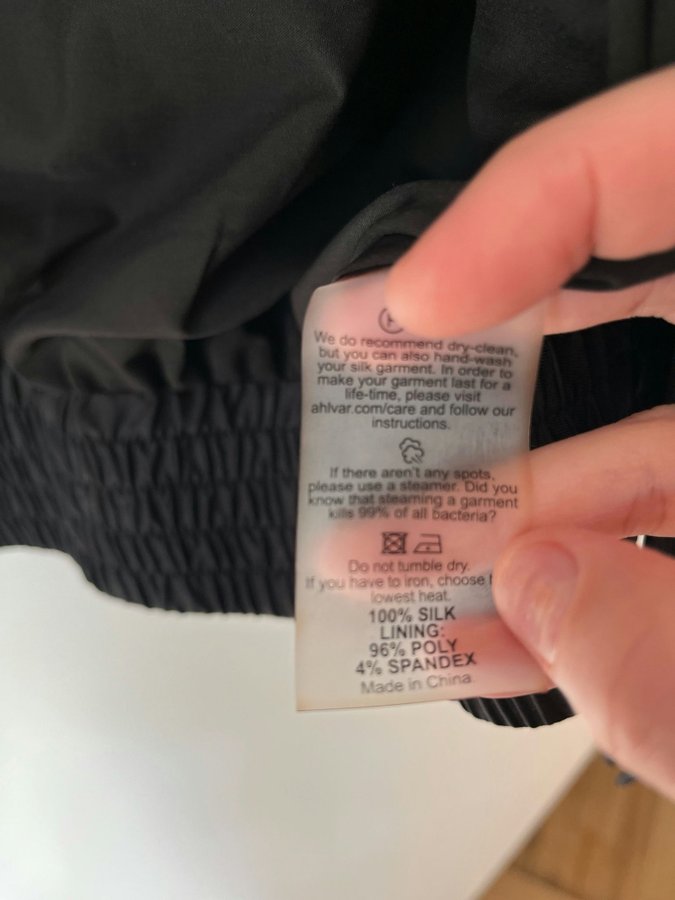 We do recommend dry-clean,
but you can also hand-wash
your silk garment. In order to
make your garment last for a
life-time, please visit
ahlvar.com/care and follow our
instructions.
If there aren't any spots,
please use a steamer. Did you
know that steaming a garment
kills 99% of all bacteria?
Do not tumble dry.
If you have to iron, choose
lowest heat.
100% SILK
LINING:
96% POLY
4% SPANDEX
Made in China.